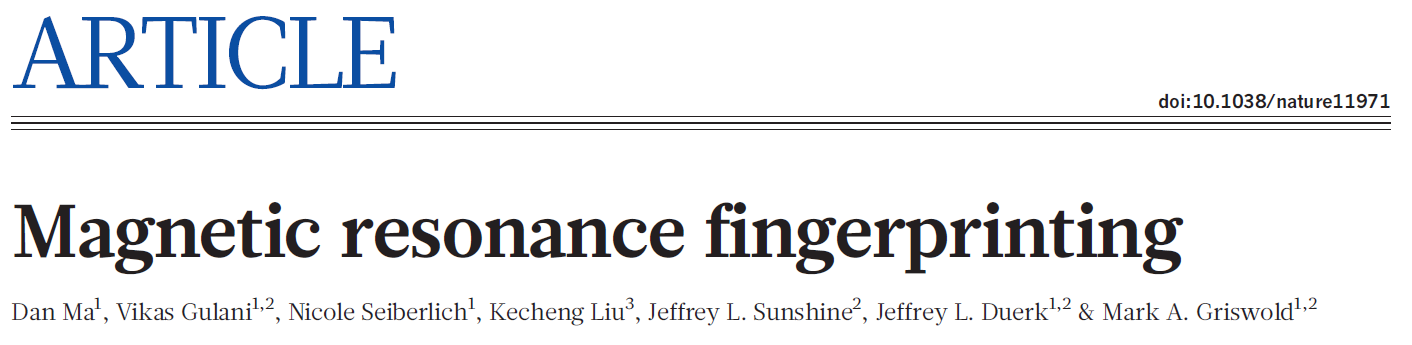 ARTICLE
doi:10.1038/nature11971
Magnetic resonance fingerprinting
Dan Ma1, Vikas Gulani1,2, Nicole Seiberlich1, Kecheng Liu3, Jeffrey L. Sunshine2, Jeffrey L. Duerk1,2 & Mark A. Griswold1,2